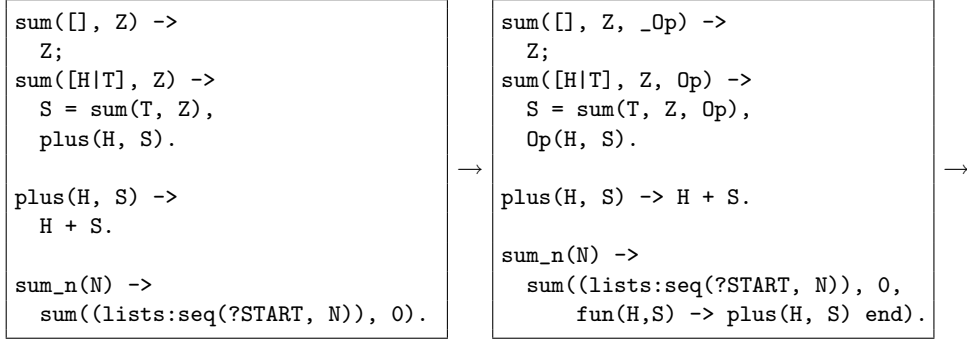 sum([], Z) ->
  Z;
sum([H|T], Z) ->
  S = sum(T, Z),
  plus(H, S).

plus(H, S) ->
  H + S.

sum_n(N) ->
  sum((lists:seq(?START, N)), 0).
→
sum([], Z, _Op) ->
  Z;
sum([H|T], Z, Op) ->
  S = sum(T, Z, Op),
  Op(H, S).

plus(H, S) -> H + S.

sum_n(N) ->
  sum((lists:seq(?START, N)), 0,
      fun(H,S) -> plus(H, S) end).
→